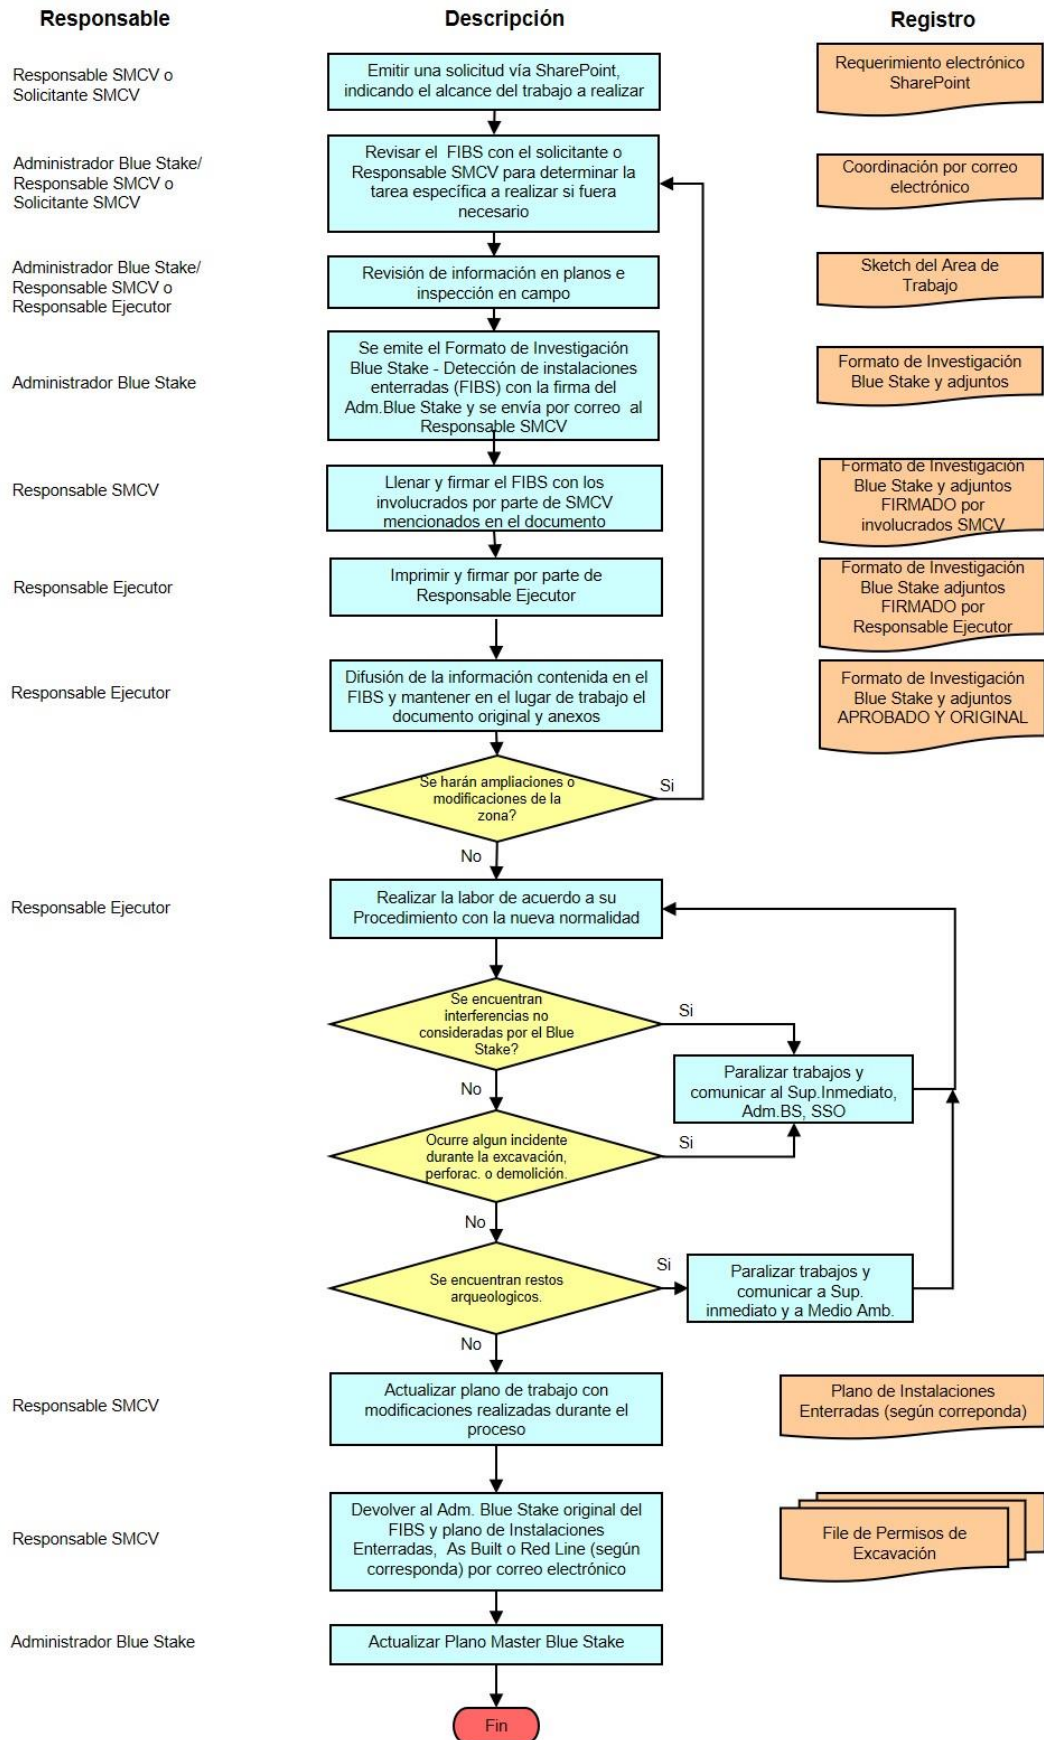 Responsable
Descripción
Registro
Responsable SMCV o
Solicitante SMCV
Emitir una solicitud vía SharePoint,
indicando el alcance del trabajo a realizar
Requerimiento electrónico
SharePoint
Administrador Blue Stake/
Responsable SMCV o
Solicitante SMCV
Revisar el FIBS con el solicitante o
Responsable SMCV para determinar la
tarea específica a realizar si fuera
necesario
Coordinación por correo
electrónico
Administrador Blue Stake/
Responsable SMCV o
Responsable Ejecutor
Revisión de información en planos e
inspección en campo
Sketch del Area de
Trabajo
Administrador Blue Stake
Se emite el Formato de Investigación
Blue Stake - Detección de instalaciones
enterradas (FIBS) con la firma del
Adm.Blue Stake y se envía por correo al
Responsable SMCV
Formato de Investigación
Blue Stake y adjuntos
Responsable SMCV
Llenar y firmar el FIBS con los
involucrados por parte de SMCV
mencionados en el documento
Formato de Investigación
Blue Stake y adjuntos
FIRMADO por
involucrados SMCV
Responsable Ejecutor
Imprimir y firmar por parte de
Responsable Ejecutor
Formato de Investigación
Blue Stake adjuntos
FIRMADO por
Responsable Ejecutor
Responsable Ejecutor
Difusión de la información contenida en el
FIBS y mantener en el lugar de trabajo el
documento original y anexos
Formato de Investigación
Blue Stake y adjuntos
APROBADO Y ORIGINAL
Se harán ampliaciones o
modificaciones de la
zona?
Si
No
Responsable Ejecutor
Realizar la labor de acuerdo a su
Procedimiento con la nueva normalidad
Se encuentran
interferencias no
consideradas por el Blue
Stake?
Si
No
Paralizar trabajos y
comunicar al Sup.Inmediato,
Adm.BS, SSO
Ocurre algun incidente
durante la excavación,
perforac. o demolición.
Si
No
Se encuentran restos
arqueologicos.
Si
No
Paralizar trabajos y
comunicar a Sup.
inmediato y a Medio Amb.
Responsable SMCV
Actualizar plano de trabajo con
modificaciones realizadas durante el
proceso
Plano de Instalaciones
Enterradas (según correponda)
Responsable SMCV
Devolver al Adm. Blue Stake original del
FIBS y plano de Instalaciones
Enterradas, As Built o Red Line (según
corresponda) por correo electrónico
File de Permisos de
Excavación
Administrador Blue Stake
Actualizar Plano Master Blue Stake
Fin